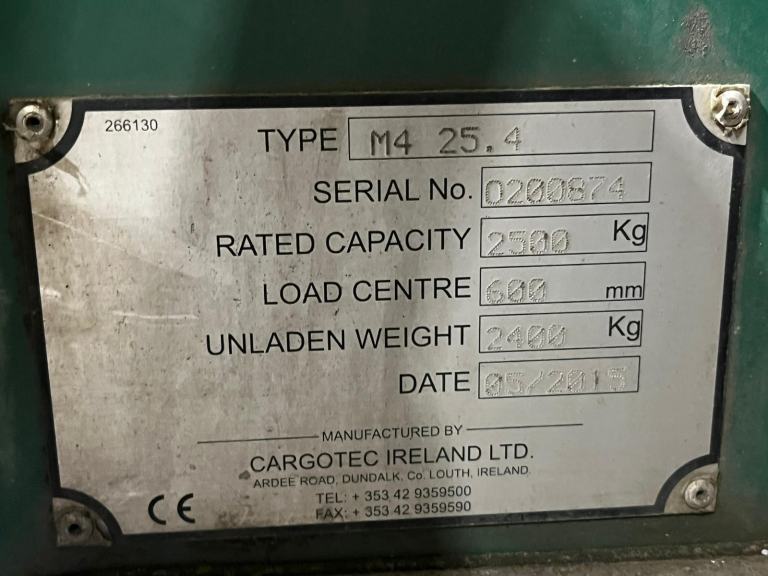 266130
TYPE M4 25.4
SERIAL No. D200874
RATED CAPACITY 2500 Kg
LOAD CENTRE 600 mm
UNLADEN WEIGHT 2400 Kg
DATE 05/2015
MANUFACTURED BY
CARGOTEC IRELAND LTD.
ARDEE ROAD, DUNDALK, Co. LOUTH, IRELAND
TEL: + 353 42 9359500
FAX: + 353 42 9359590
CE